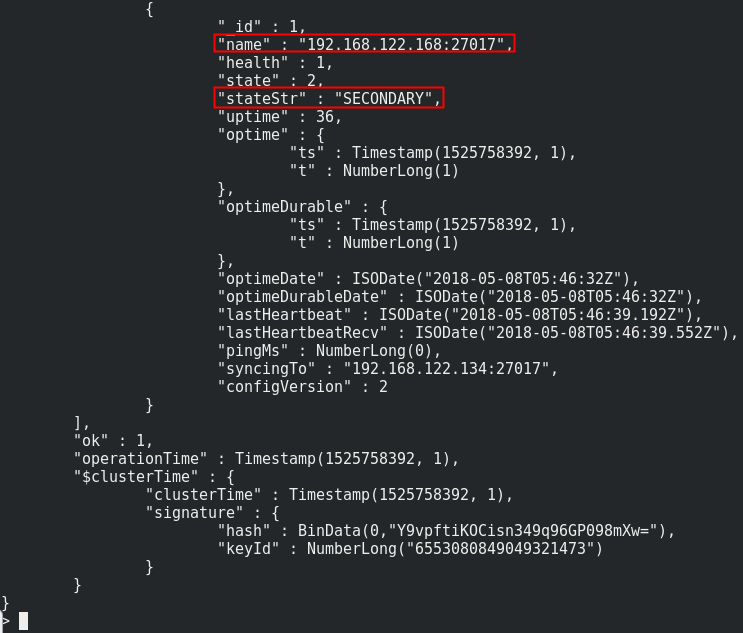 {
"_id" : 1,
"name" : "192.168.122.168:27017",
"health" : 1,
"state" : 2,
"stateStr" : "SECONDARY",
"uptime" : 36,
"optime" : {
"ts" : Timestamp(1525758392, 1),
"t" : NumberLong(1)
},
"optimeDurable" : {
"ts" : Timestamp(1525758392, 1),
"t" : NumberLong(1)
},
"optimeDate" : ISODate("2018-05-08T05:46:32Z"),
"optimeDurableDate" : ISODate("2018-05-08T05:46:32Z"),
"lastHeartbeat" : ISODate("2018-05-08T05:46:39.192Z"),
"lastHeartbeatRecv" : ISODate("2018-05-08T05:46:39.552Z"),
"pingMs" : NumberLong(0),
"syncingTo" : "192.168.122.134:27017",
"configVersion" : 2
}
],
"ok" : 1,
"operationTime" : Timestamp(1525758392, 1),
"$clusterTime" : {
"clusterTime" : Timestamp(1525758392, 1),
"signature" : {
"hash" : BinData(0,"Y9vpftiKOCisn349q96GP098mXw="),
"keyId" : NumberLong("6553080849049321473")
}
}
}
>